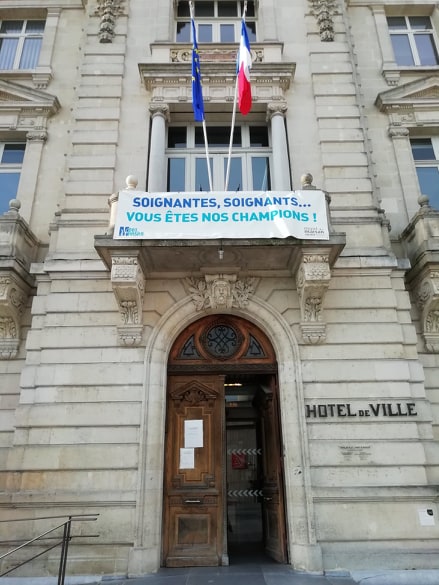 SOIGNANTES, SOIGNANTS...
VOUS ÊTES NOS CHAMPIONS !
HOTEL DE VILLE